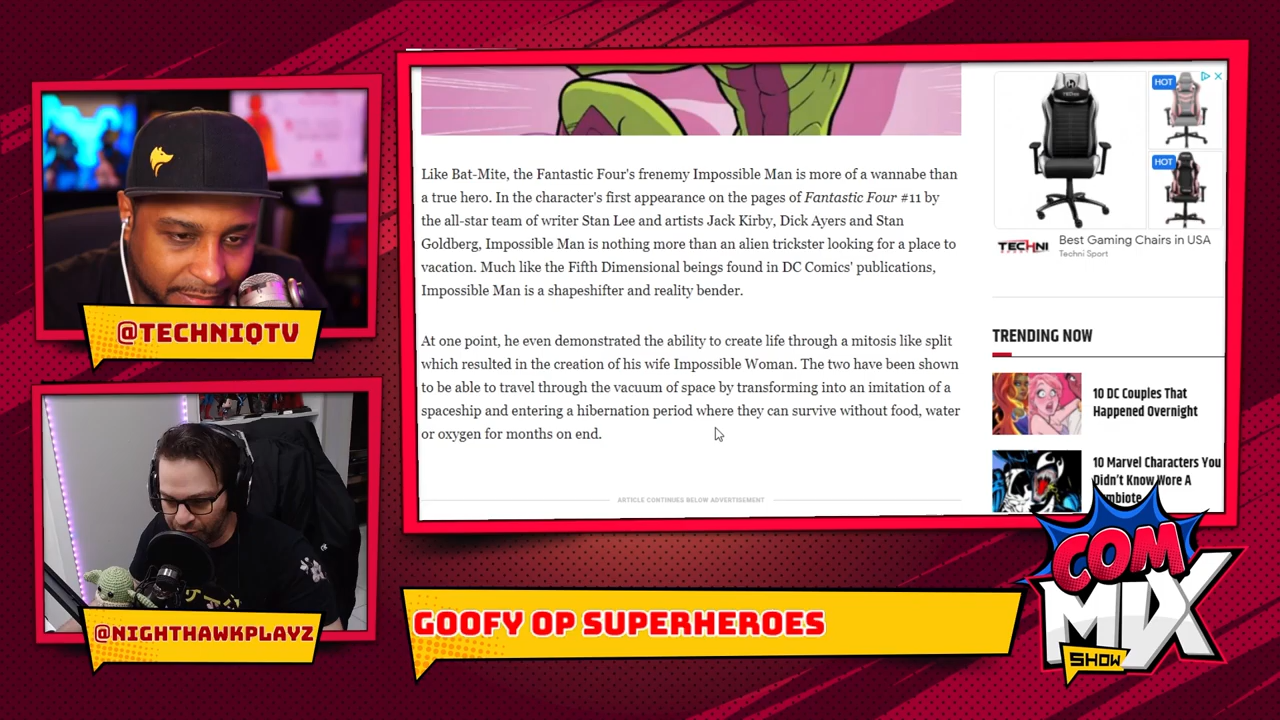 @TECHNIQTV
@NIGHTHAWKPLAYZ
Like Bat-Mite, the Fantastic Four's frenemy Impossible Man is more of a wannabe than
a true hero. In the character's first appearance on the pages of Fantastic Four #11 by
the all-star team of writer Stan Lee and artists Jack Kirby, Dick Ayers and Stan
Goldberg, Impossible Man is nothing more than an alien trickster looking for a place to
vacation. Much like the Fifth Dimensional beings found in DC Comics' publications,
Impossible Man is a shapeshifter and reality bender.
At one point, he even demonstrated the ability to create life through a mitosis like split
which resulted in the creation of his wife Impossible Woman. The two have been shown
to be able to travel through the vacuum of space by transforming into an imitation of a
spaceship and entering a hibernation period where they can survive without food, water
or oxygen for months on end.
ARTICLE CONTINUES BELOW ADVERTISEMENT
HOT
HOT
TECHNI
SPORT
Best Gaming Chairs in USA
Techni Sport
TRENDING NOW
10 DC Couples That
Happened Overnight
10 Marvel Characters You
Didn't Know Wore A
mbiote
GOOFY OP SUPERHEROES
COM
MIX
SHOW